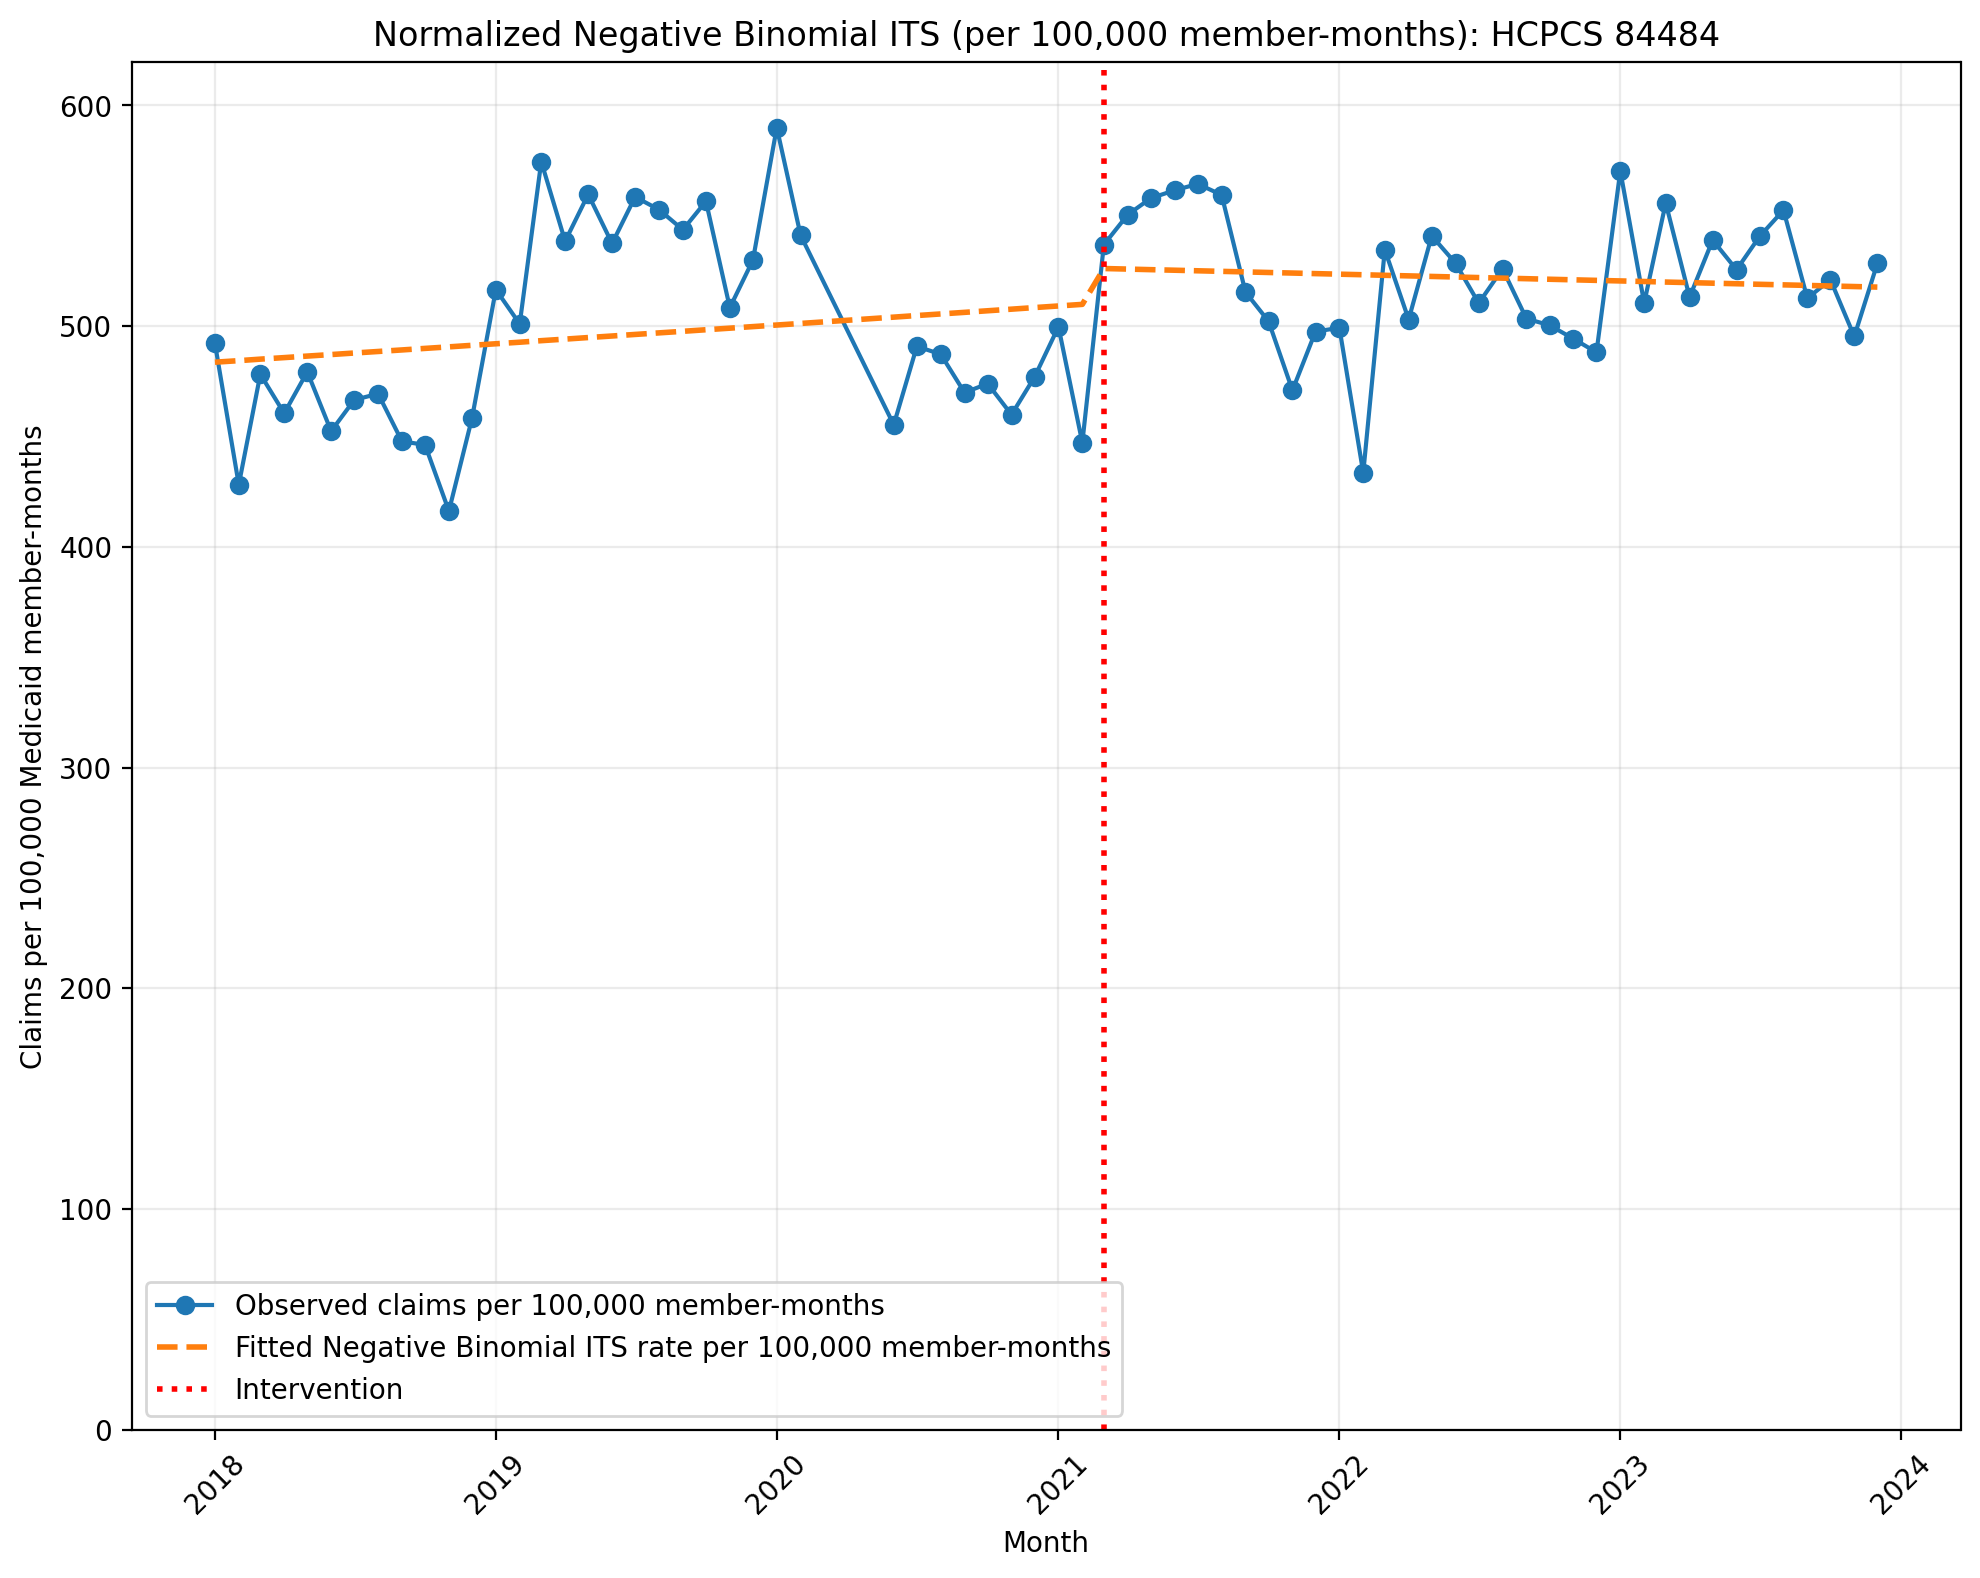 Normalized Negative Binomial ITS (per 100,000 member-months): HCPCS 84484
Claims per 100,000 Medicaid member-months
600
500
400
300
200
100
0
Observed claims per 100,000 member-months
Fitted Negative Binomial ITS rate per 100,000 member-months
Intervention
2018
2019
2020
2021
2022
2023
2024
Month